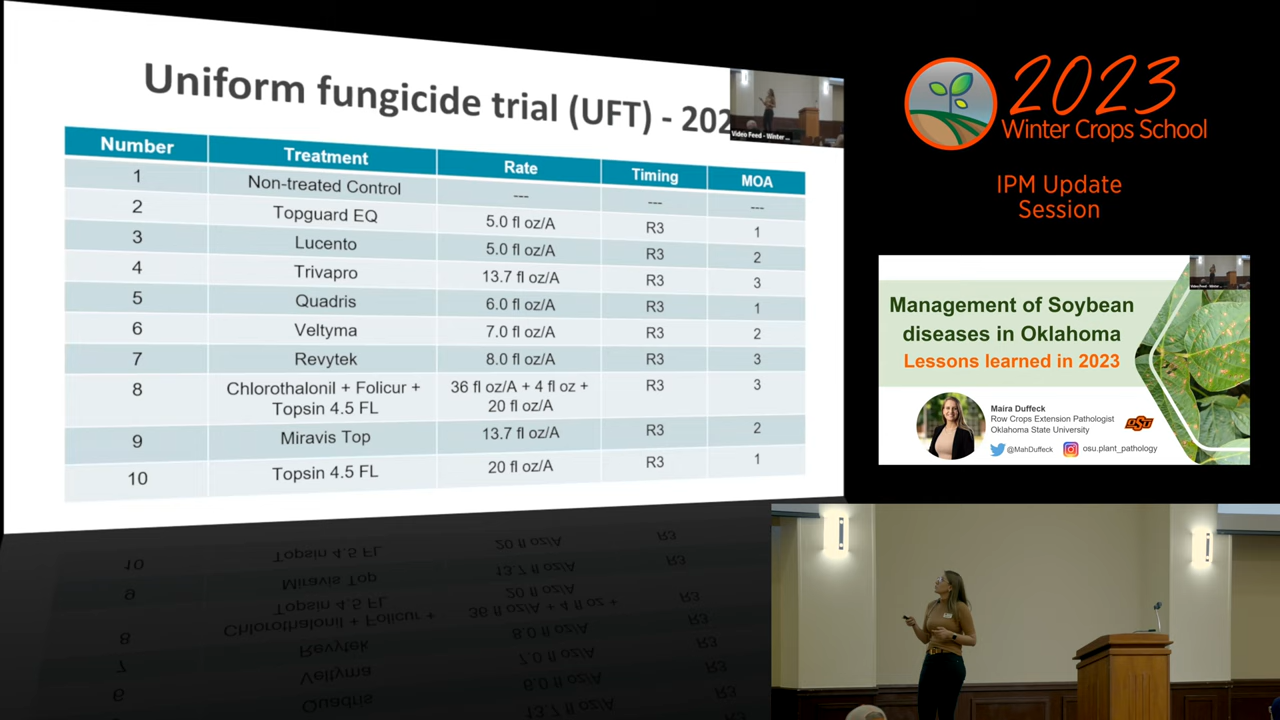 Uniform fungicide trial (UFT) - 202
Video Feed - Winter ...
Number Treatment Rate Timing MOA
1 Non-treated Control --- --- ---
2 Topguard EQ 5.0 fl oz/A R3 1
3 Lucento 5.0 fl oz/A R3 2
4 Trivapro 13.7 fl oz/A R3 3
5 Quadris 6.0 fl oz/A R3 1
6 Veltyma 7.0 fl oz/A R3 2
7 Revytek 8.0 fl oz/A R3 3
8 Chlorothalonil + Folicur + 36 fl oz/A + 4 fl oz + R3 3
Topsin 4.5 FL 20 fl oz/A
9 Miravis Top 13.7 fl oz/A R3 2
10 Topsin 4.5 FL 20 fl oz/A R3 1
2023
Winter Crops School
IPM Update
Session
Management of Soybean
diseases in Oklahoma
Lessons learned in 2023
Maira Duffeck
Row Crops Extension Pathologist
Oklahoma State University
OSU
@MahDuffeck osu.plant_pathology